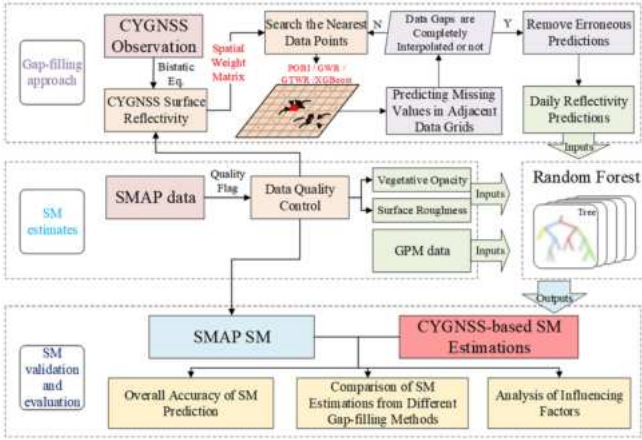 Gap-filling
approach
CYGNSS
Observation
Bistatic
Eq.
CYGNSS Surface
Reflectivity
Spatial
Weight
Matrix
Search the Nearest
Data Points
POBI / GWR /
GTWR /XGBoost
N
Data Gaps are
Completely
Interpolated or not
Y
Predicting Missing
Values in Adjacent
Data Grids
Remove Erroneous
Predictions
Daily Reflectivity
Predictions
Inputs
SM
estimates
SMAP data
Quality
Flag
Data Quality
Control
Vegetative Opacity
Surface Roughness
Inputs
GPM data
Inputs
Random Forest
Tree
Outputs
SM
validation
and
evaluation
SMAP SM
CYGNSS-based SM
Estimations
Overall Accuracy of SM
Prediction
Comparison of SM
Estimations from Different
Gap-filling Methods
Analysis of Influencing
Factors